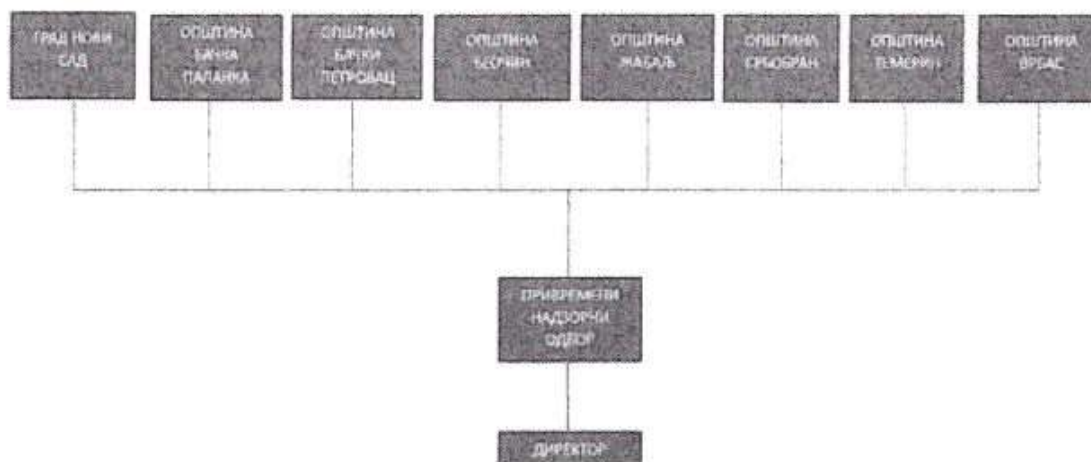 ГРАД НОВИ
САД
ОПШТИНА
БАЧКА
ПАЛАНКА
ОПШТИНА
БАЧКИ
ПЕТРОВАЦ
ОПШТИНА
БЕОЧИН
ОПШТИНА
ЖАБАЉ
ОПШТИНА
СРБОБРАН
ОПШТИНА
ТЕМЕРИН
ОПШТИНА
ВРБАС
ПРИВРЕМЕНИ
НАДЗОРНИ
ОДБОР
ДИРЕКТОР